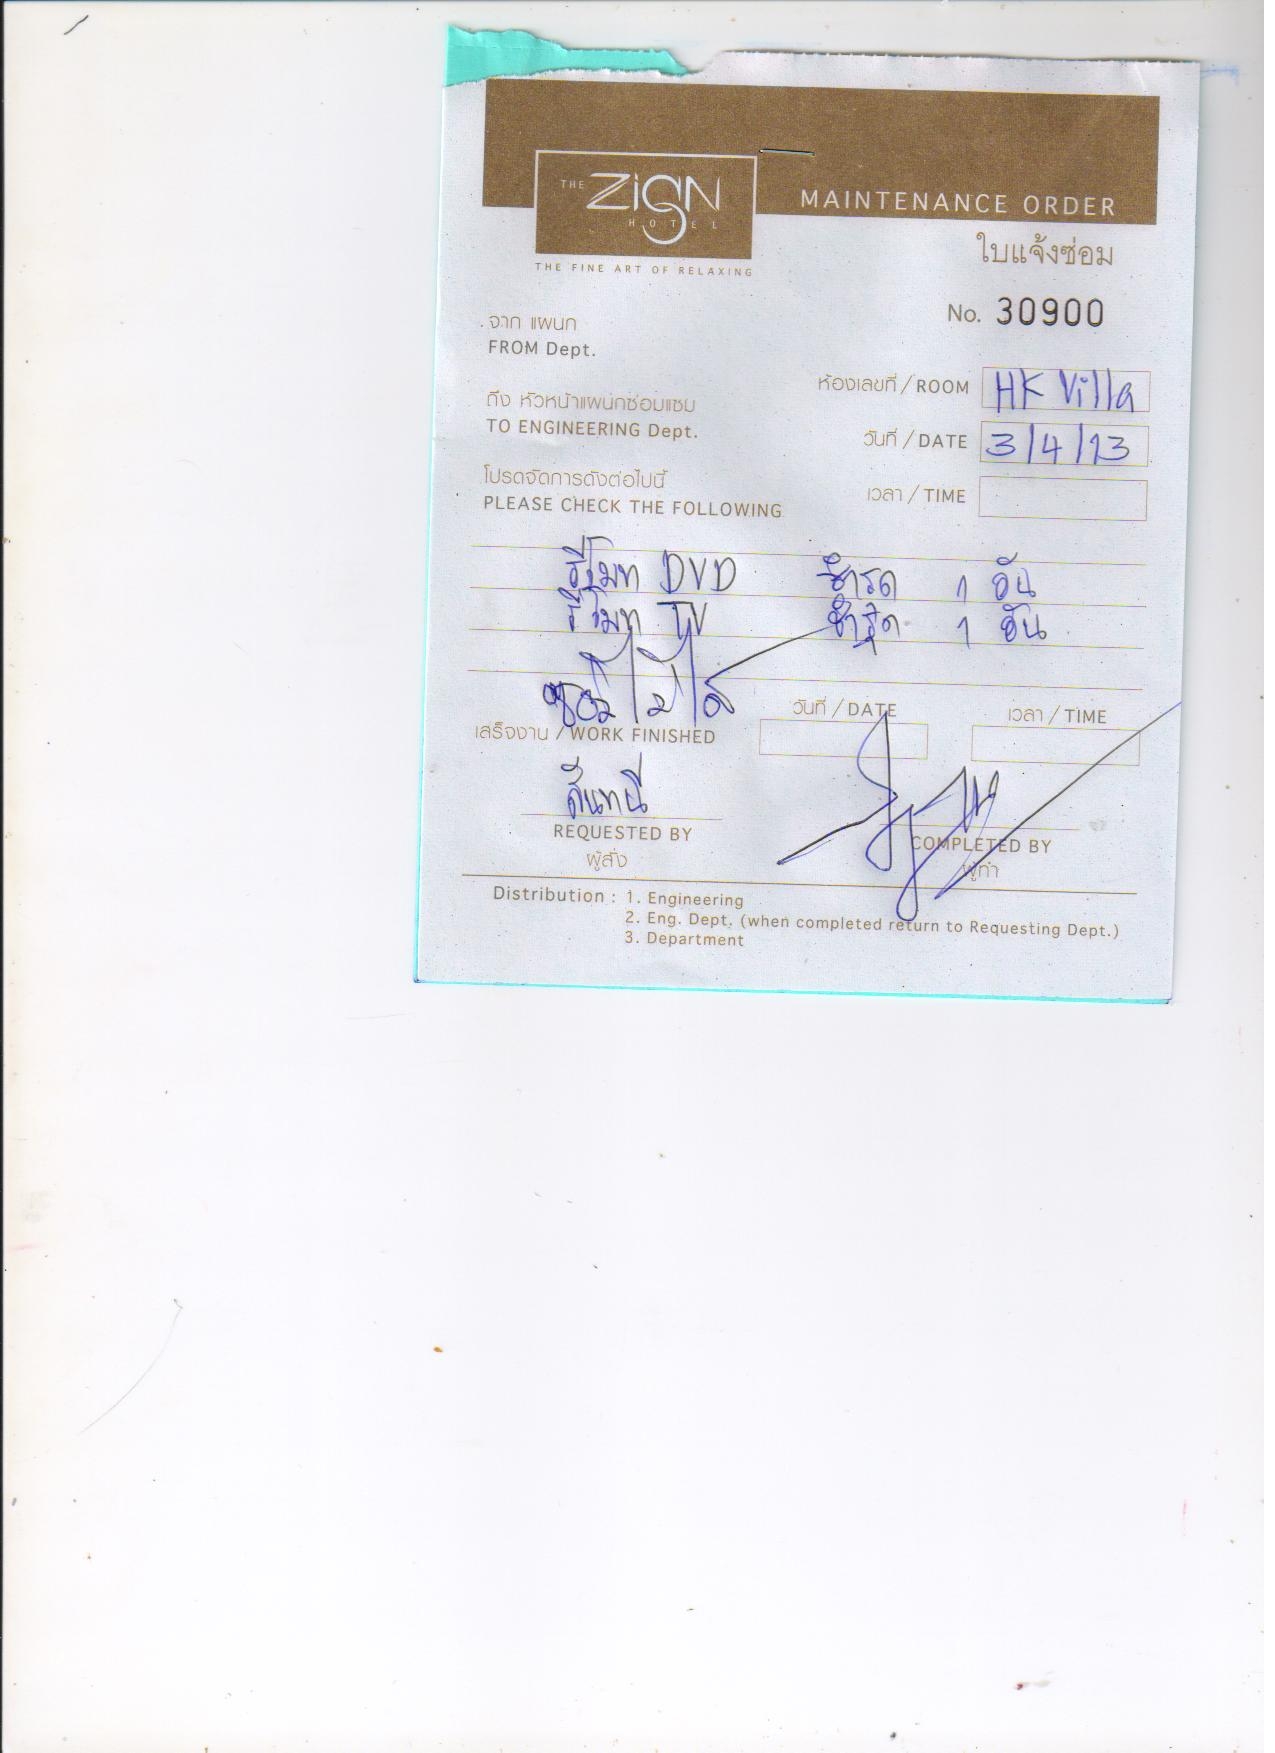 THE ZiGN
HOTEL
THE FINE ART OF RELAXING
MAINTENANCE ORDER
ใบแจ้งซ่อม
No. 30900
จาก แผนก
FROM Dept.
ห้องเลขที่ / ROOM HK Villa
ถึง หัวหน้าแผนกซ่อมแซม
TO ENGINEERING Dept.
วันที่ / DATE 3/4/13
โปรดจัดการดังต่อไปนี้
PLEASE CHECK THE FOLLOWING
เวลา / TIME
รีโมท DVD ชำรุด 1 อัน
รีโมท TV ชำรุด 1 อัน
ซ่อมไม่ได้
วันที่ / DATE
เวลา / TIME
เสร็จงาน / WORK FINISHED
REQUESTED BY
ผู้สั่ง
COMPLETED BY
ผู้ทำ
Distribution : 1. Engineering
2. Eng. Dept. (when completed return to Requesting Dept.)
3. Department